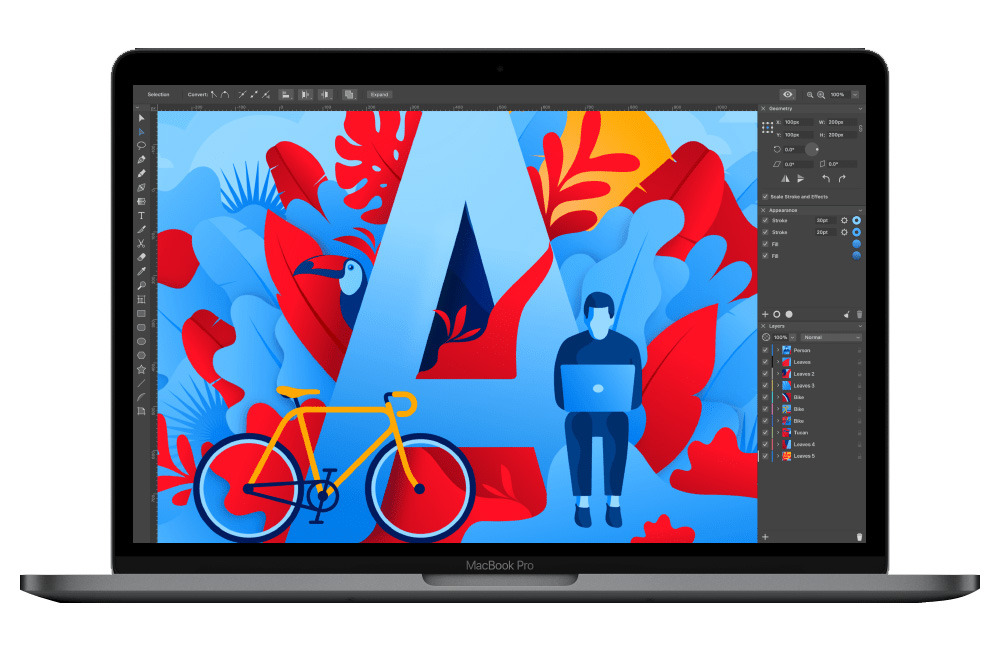 Selection Convert: Expand 100%
Geometry
X: 100px W: 200px
Y: 100px H: 200px
0.0°
0.0° 0.0°
Scale Stroke and Effects
Appearance
Stroke 30pt
Stroke 20pt
Fill
Fill
Layers
100% Normal
Person
Leaves
Leaves 2
Leaves 3
Bike
Bike
Bike
Tucan
Leaves 4
Leaves 5
A
MacBook Pro